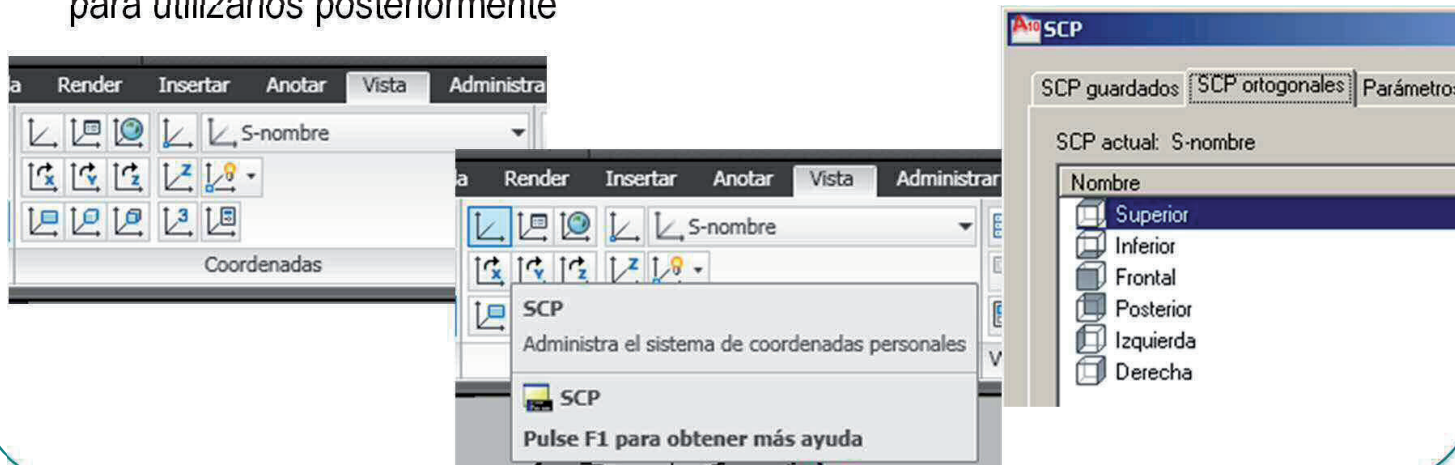 para utilizarlos posteriormente
a Render Insertar Anotar Vista Administra
S-nombre
Coordenadas
a Render Insertar Anotar Vista Administrar
S-nombre
SCP
Administra el sistema de coordenadas personales
SCP
Pulse F1 para obtener más ayuda
SCP
SCP guardados SCP ortogonales Parámetros
SCP actual: S-nombre
Nombre
Superior
Inferior
Frontal
Posterior
Izquierda
Derecha